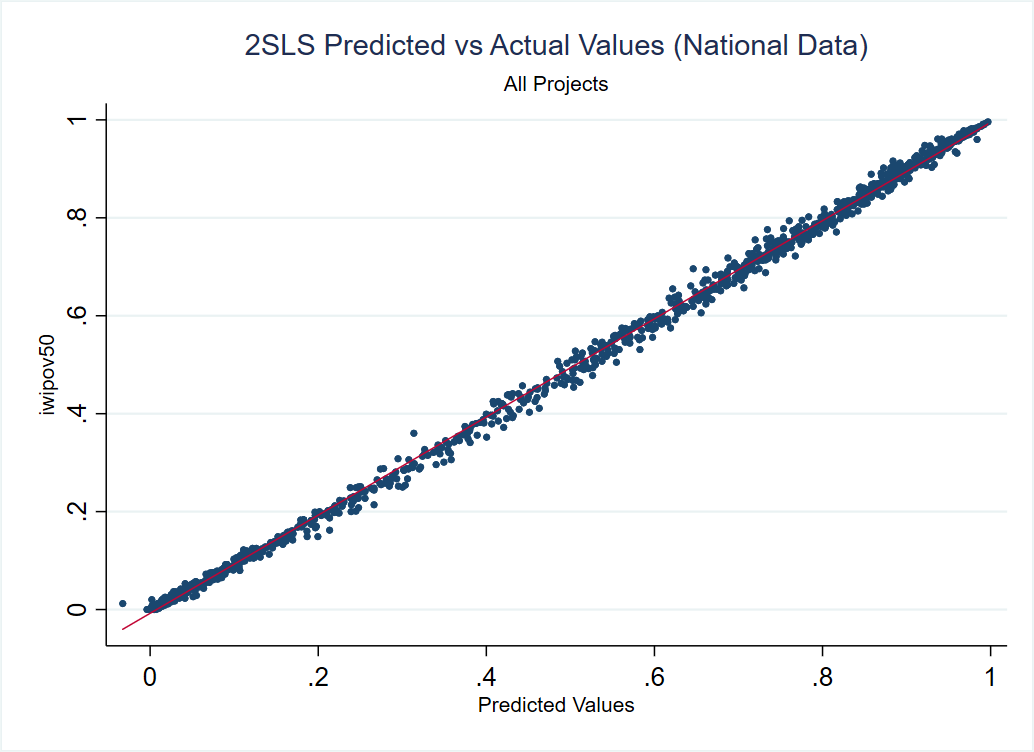 2SLS Predicted vs Actual Values (National Data)
All Projects
iwipov50
1
.8
.6
.4
.2
0
0 .2 .4 .6 .8 1
Predicted Values